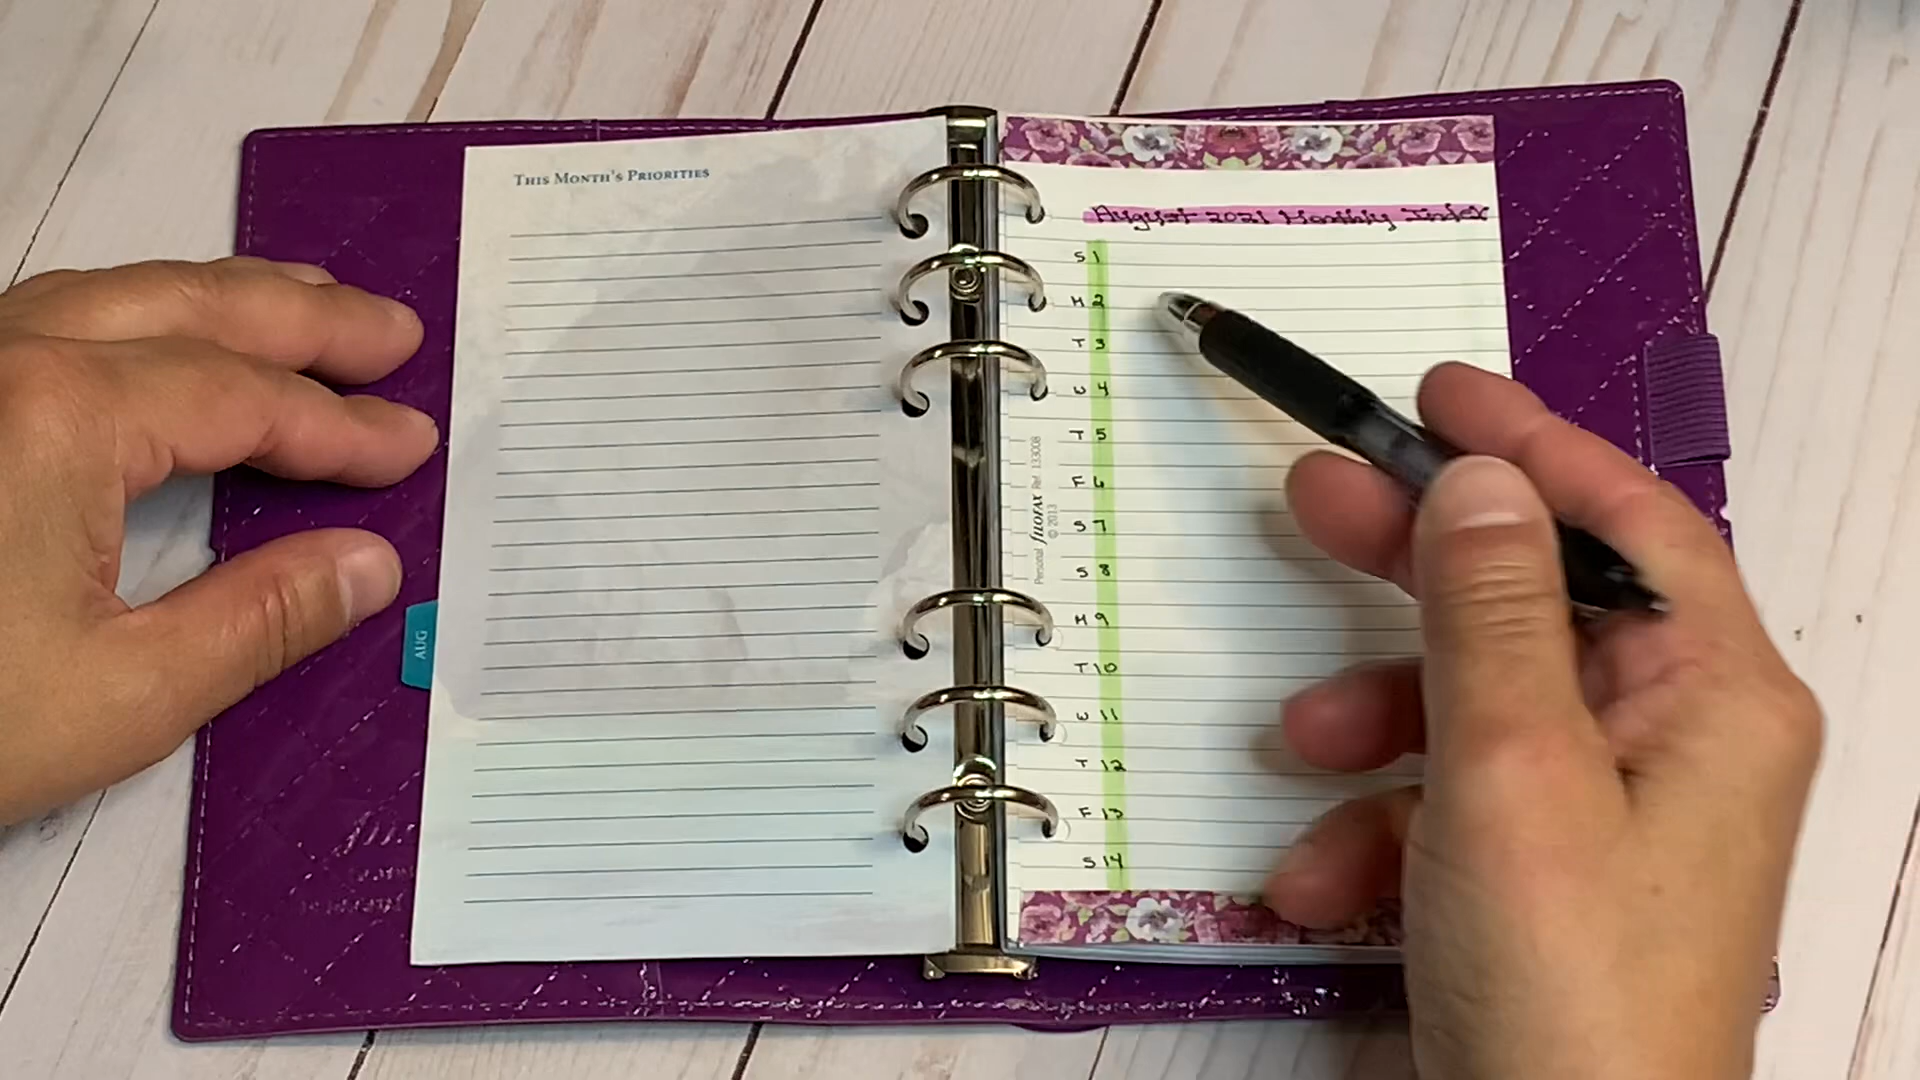 THIS MONTH'S PRIORITIES
AUG
August 2021 Monthly Index
S 1
M 2
T 3
W 4
T 5
F 6
S 7
S 8
M 9
T 10
W 11
T 12
F 13
S 14
Personal filofax Ref. 133008
© 2013